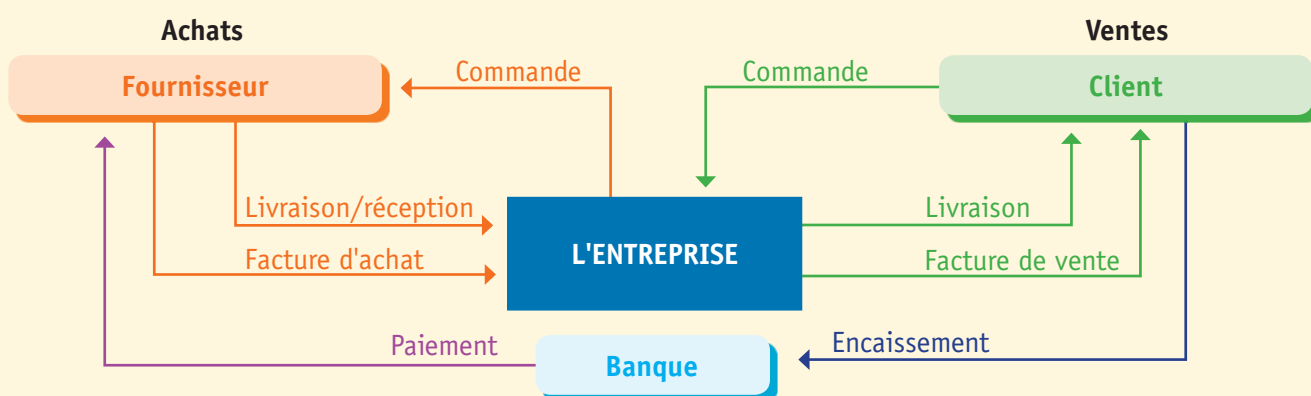 Achats
Ventes
Fournisseur
Commande
Commande
Client
Livraison/réception
Livraison
Facture d'achat
L'ENTREPRISE
Facture de vente
Paiement
Banque
Encaissement